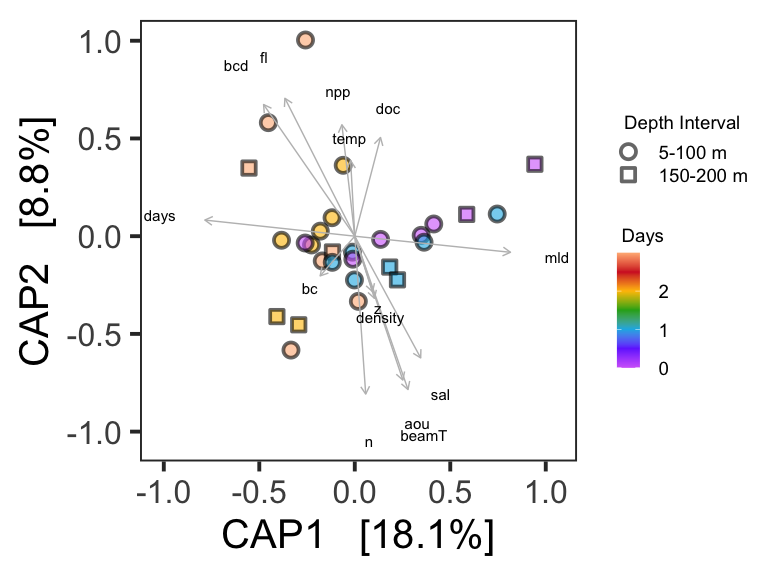 1.0
0.5
0.0
-0.5
-1.0
CAP2 [8.8%]
bcd
fl
npp
doc
temp
days
mld
bc
z
density
sal
aou
beamT
n
-1.0
-0.5
0.0
0.5
1.0
CAP1 [18.1%]
Depth Interval
5-100 m
150-200 m
Days
2
1
0